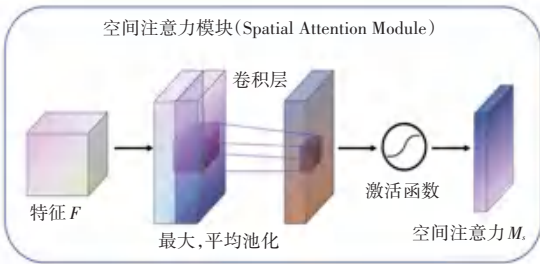 空间注意力模块(Spatial Attention Module)
卷积层
特征F
最大,平均池化
激活函数
空间注意力Ms